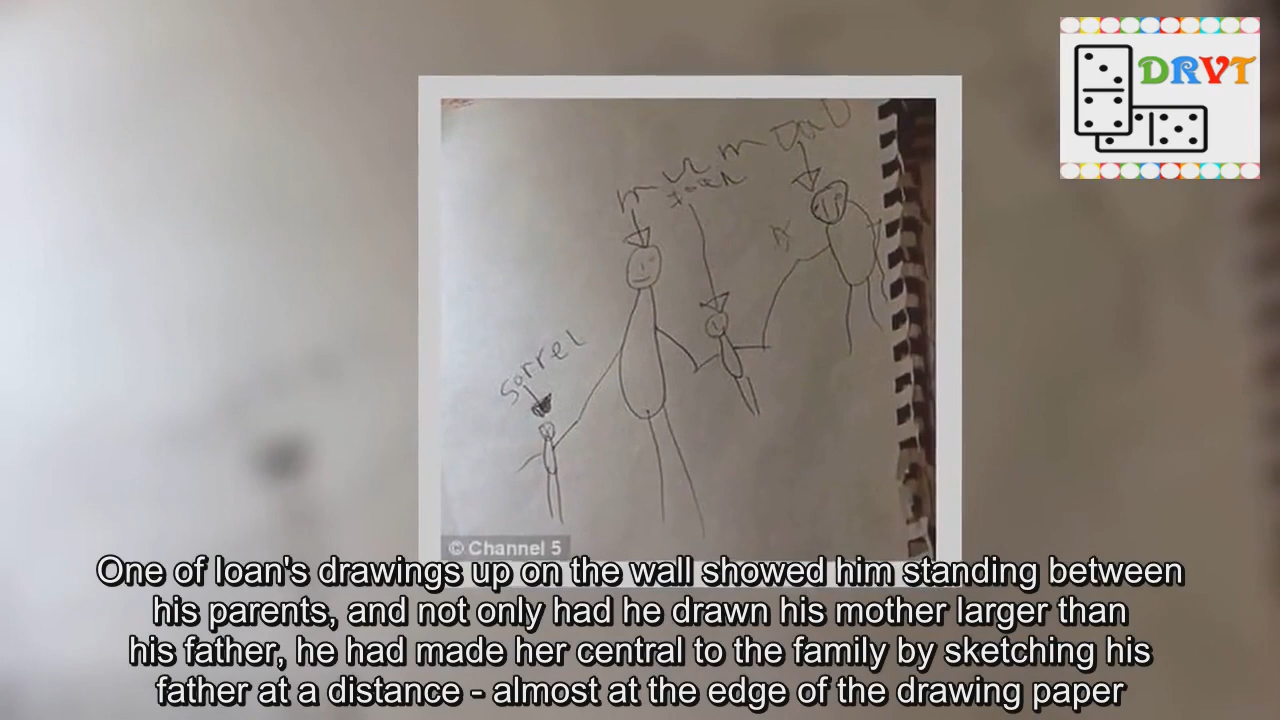 DRVT
mum Dad
Sorrel
© Channel 5
One of Ioan's drawings up on the wall showed him standing between
his parents, and not only had he drawn his mother larger than
his father, he had made her central to the family by sketching his
father at a distance - almost at the edge of the drawing paper